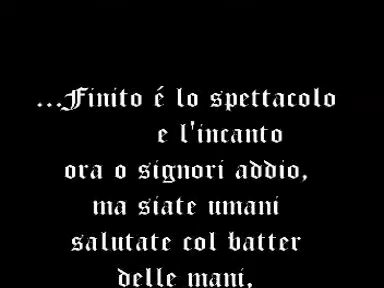 ...Finito é lo spettacolo
e l'incanto
ora o signori addio,
ma siate umani
salutate col batter
delle mani,